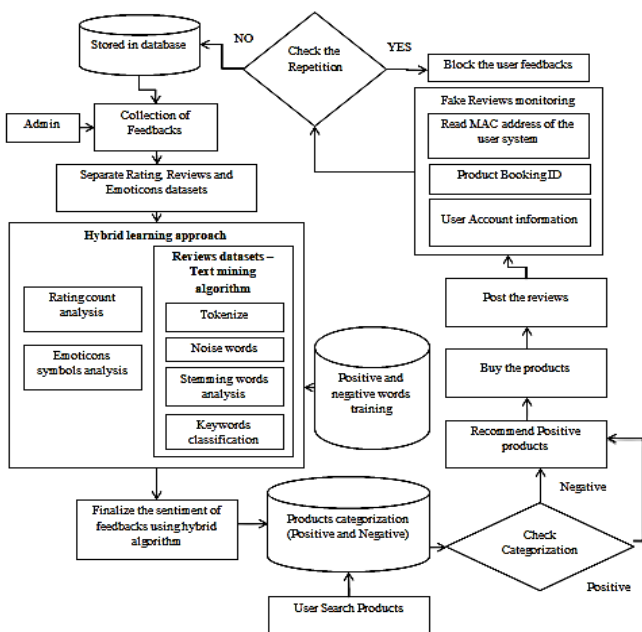 Stored in database
NO
Check the
Repetition
YES
Block the user feedbacks
Fake Reviews monitoring
Read MAC address of the
user system
Product Booking ID
User Account information
Admin
Collection of
Feedbacks
Separate Rating, Reviews and
Emoticons datasets
Hybrid learning approach
Reviews datasets –
Text mining
algorithm
Rating count
analysis
Emoticons
symbols analysis
Tokenize
Noise words
Stemming words
analysis
Keywords
classification
Positive and
negative words
training
Post the reviews
Buy the products
Recommend Positive
products
Negative
Finalize the sentiment of
feedbacks using hybrid
algorithm
Products categorization
(Positive and Negative)
Check
Categorization
Positive
User Search Products